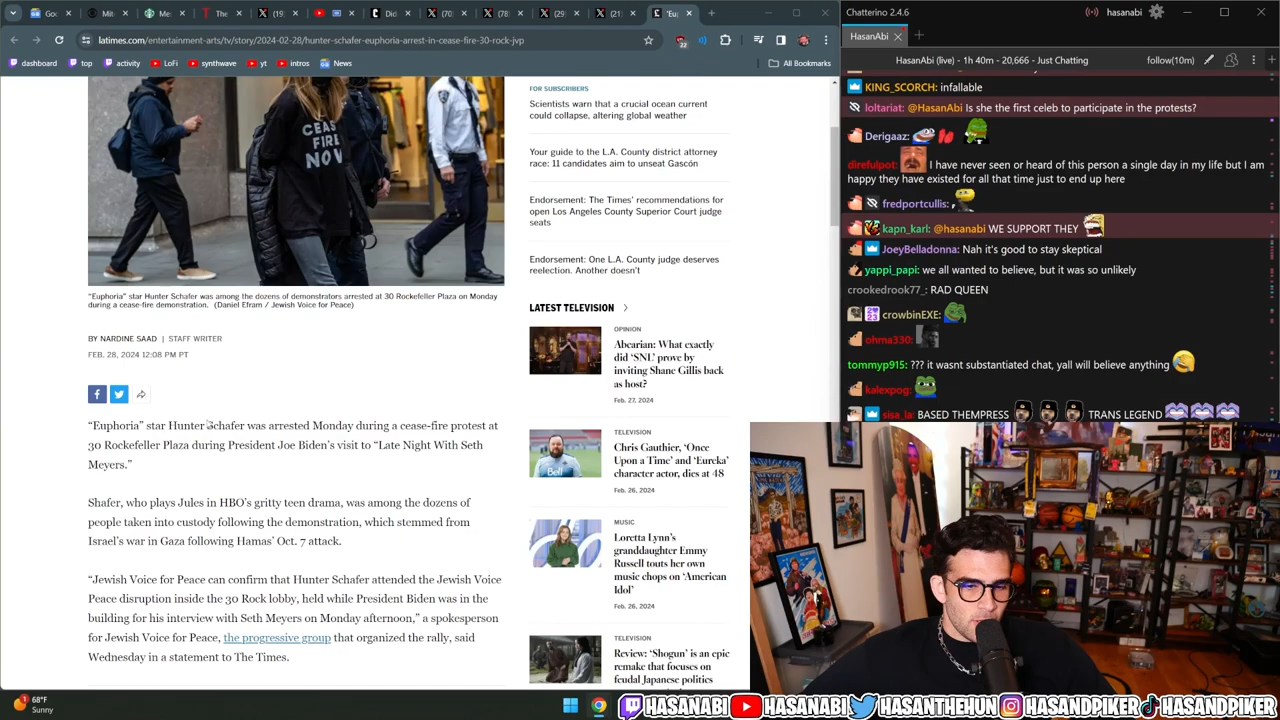 Goo
Mit
Me
The
(19
Did
(70
(78
(29
(21
'Eu
latimes.com/entertainment-arts/tv/story/2024-02-28/hunter-schafer-euphoria-arrest-in-cease-fire-30-rock-jvp
22
dashboard
top
activity
LoFi
synthwave
yt
intros
News
All Bookmarks
CEASE
FIRE
NOW
"Euphoria" star Hunter Schafer was among the dozens of demonstrators arrested at 30 Rockefeller Plaza on Monday
during a cease-fire demonstration. (Daniel Efram / Jewish Voice for Peace)
BY NARDINE SAAD | STAFF WRITER
FEB. 28, 2024 12:08 PM PT
"Euphoria" star Hunter Schafer was arrested Monday during a cease-fire protest at
30 Rockefeller Plaza during President Joe Biden's visit to "Late Night With Seth
Meyers."
Shafer, who plays Jules in HBO's gritty teen drama, was among the dozens of
people taken into custody following the demonstration, which stemmed from
Israel's war in Gaza following Hamas' Oct. 7 attack.
"Jewish Voice for Peace can confirm that Hunter Schafer attended the Jewish Voice
Peace disruption inside the 30 Rock lobby, held while President Biden was in the
building for his interview with Seth Meyers on Monday afternoon," a spokesperson
for Jewish Voice for Peace, the progressive group that organized the rally, said
Wednesday in a statement to The Times.
FOR SUBSCRIBERS
Scientists warn that a crucial ocean current
could collapse, altering global weather
Your guide to the L.A. County district attorney
race: 11 candidates aim to unseat Gascón
Endorsement: The Times' recommendations for
open Los Angeles County Superior Court judge
seats
Endorsement: One L.A. County judge deserves
reelection. Another doesn't
LATEST TELEVISION
OPINION
Abcarian: What exactly
did 'SNL' prove by
inviting Shane Gillis back
as host?
Feb. 27, 2024
TELEVISION
Chris Gauthier, 'Once
Upon a Time' and 'Eureka'
character actor, dies at 48
Feb. 26, 2024
Bell
MUSIC
Loretta Lynn's
granddaughter Emmy
Russell touts her own
music chops on 'American
Idol'
Feb. 26, 2024
TELEVISION
Review: 'Shogun' is an epic
remake that focuses on
feudal Japanese politics
Chatterino 2.4.6
hasanabi
HasanAbi
HasanAbi (live) - 1h 40m - 20,666 - Just Chatting
follow(10m)
KING_SCORCH: infallable
loltariat: @HasanAbi Is she the first celeb to participate in the protests?
Derigaaz:
direfulpot: I have never seen or heard of this person a single day in my life but I am
happy they have existed for all that time just to end up here
fredportcullis:
kapn_karl: @hasanabi WE SUPPORT THEY
JoeyBelladonna: Nah it's good to stay skeptical
yappi_papi: we all wanted to believe, but it was so unlikely
crookedrook77_: RAD QUEEN
crowbinEXE:
ohma330:
tommyp915: ??? it wasnt substantiated chat, yall will believe anything
kalexpog:
sisa_la: BASED THEMPRESS TRANS LEGEND
1
68°F
Sunny
HASANABI
HASANABI
HASANTHEHUN
HASANDPIKER
HASANDPIKER